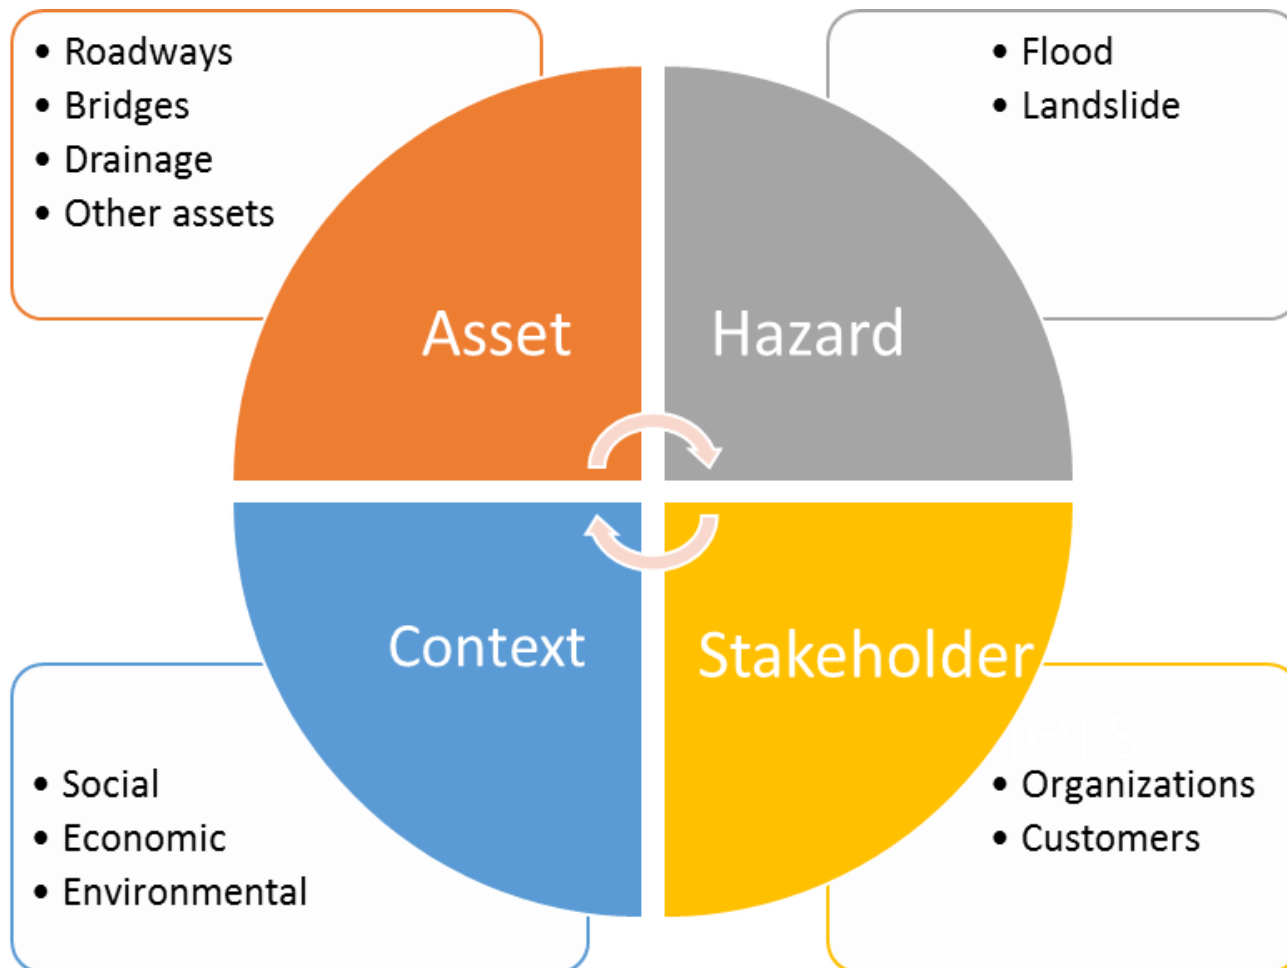 • Roadways
• Bridges
• Drainage
• Other assets
• Flood
• Landslide
Asset
Hazard
Context
Stakeholder
• Social
• Economic
• Environmental
• Organizations
• Customers